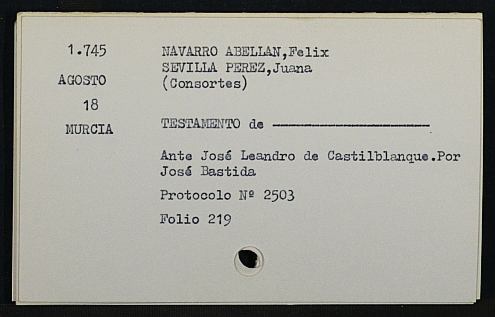 1.745
AGOSTO
18
MURCIA
NAVARRO ABELLAN,Felix
SEVILLA PEREZ,Juana
(Consortes)
TESTAMENTO de ----------------------
Ante José Leandro de Castilblanque.Por
José Bastida
Protocolo Nº 2503
Folio 219